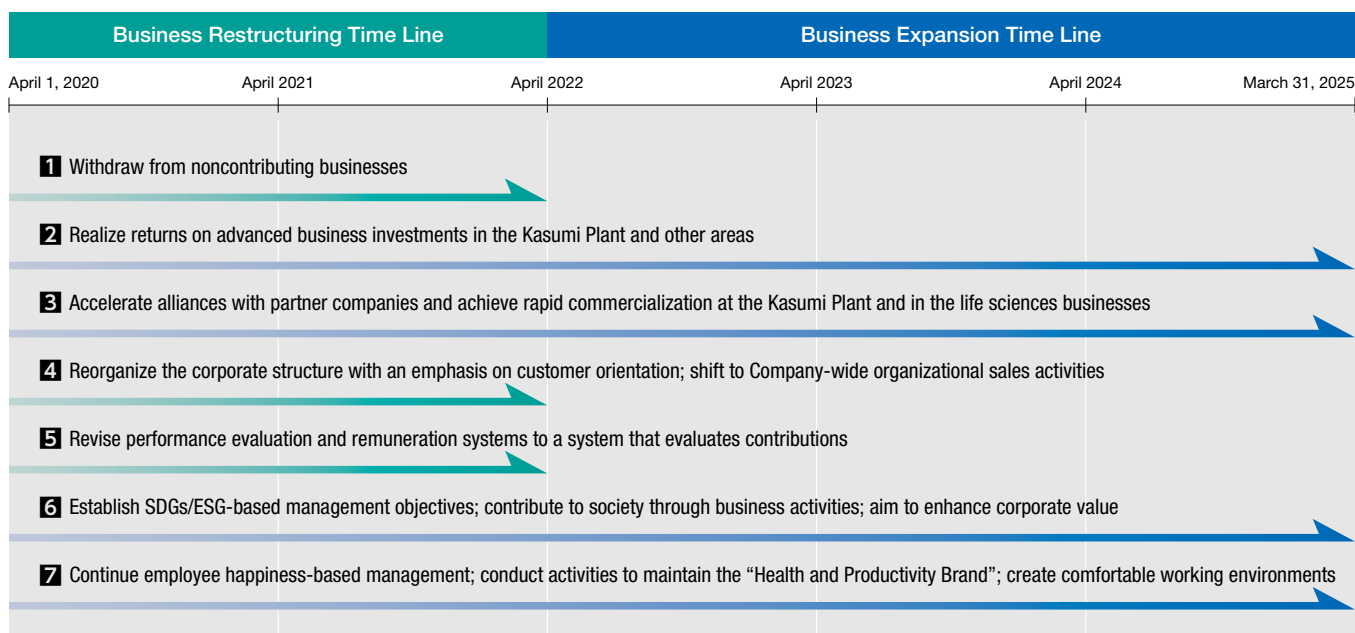 Business Restructuring Time Line
Business Expansion Time Line
April 1, 2020
April 2021
April 2022
April 2023
April 2024
March 31, 2025
1 Withdraw from noncontributing businesses
2 Realize returns on advanced business investments in the Kasumi Plant and other areas
3 Accelerate alliances with partner companies and achieve rapid commercialization at the Kasumi Plant and in the life sciences businesses
4 Reorganize the corporate structure with an emphasis on customer orientation; shift to Company-wide organizational sales activities
5 Revise performance evaluation and remuneration systems to a system that evaluates contributions
6 Establish SDGs/ESG-based management objectives; contribute to society through business activities; aim to enhance corporate value
7 Continue employee happiness-based management; conduct activities to maintain the “Health and Productivity Brand”; create comfortable working environments